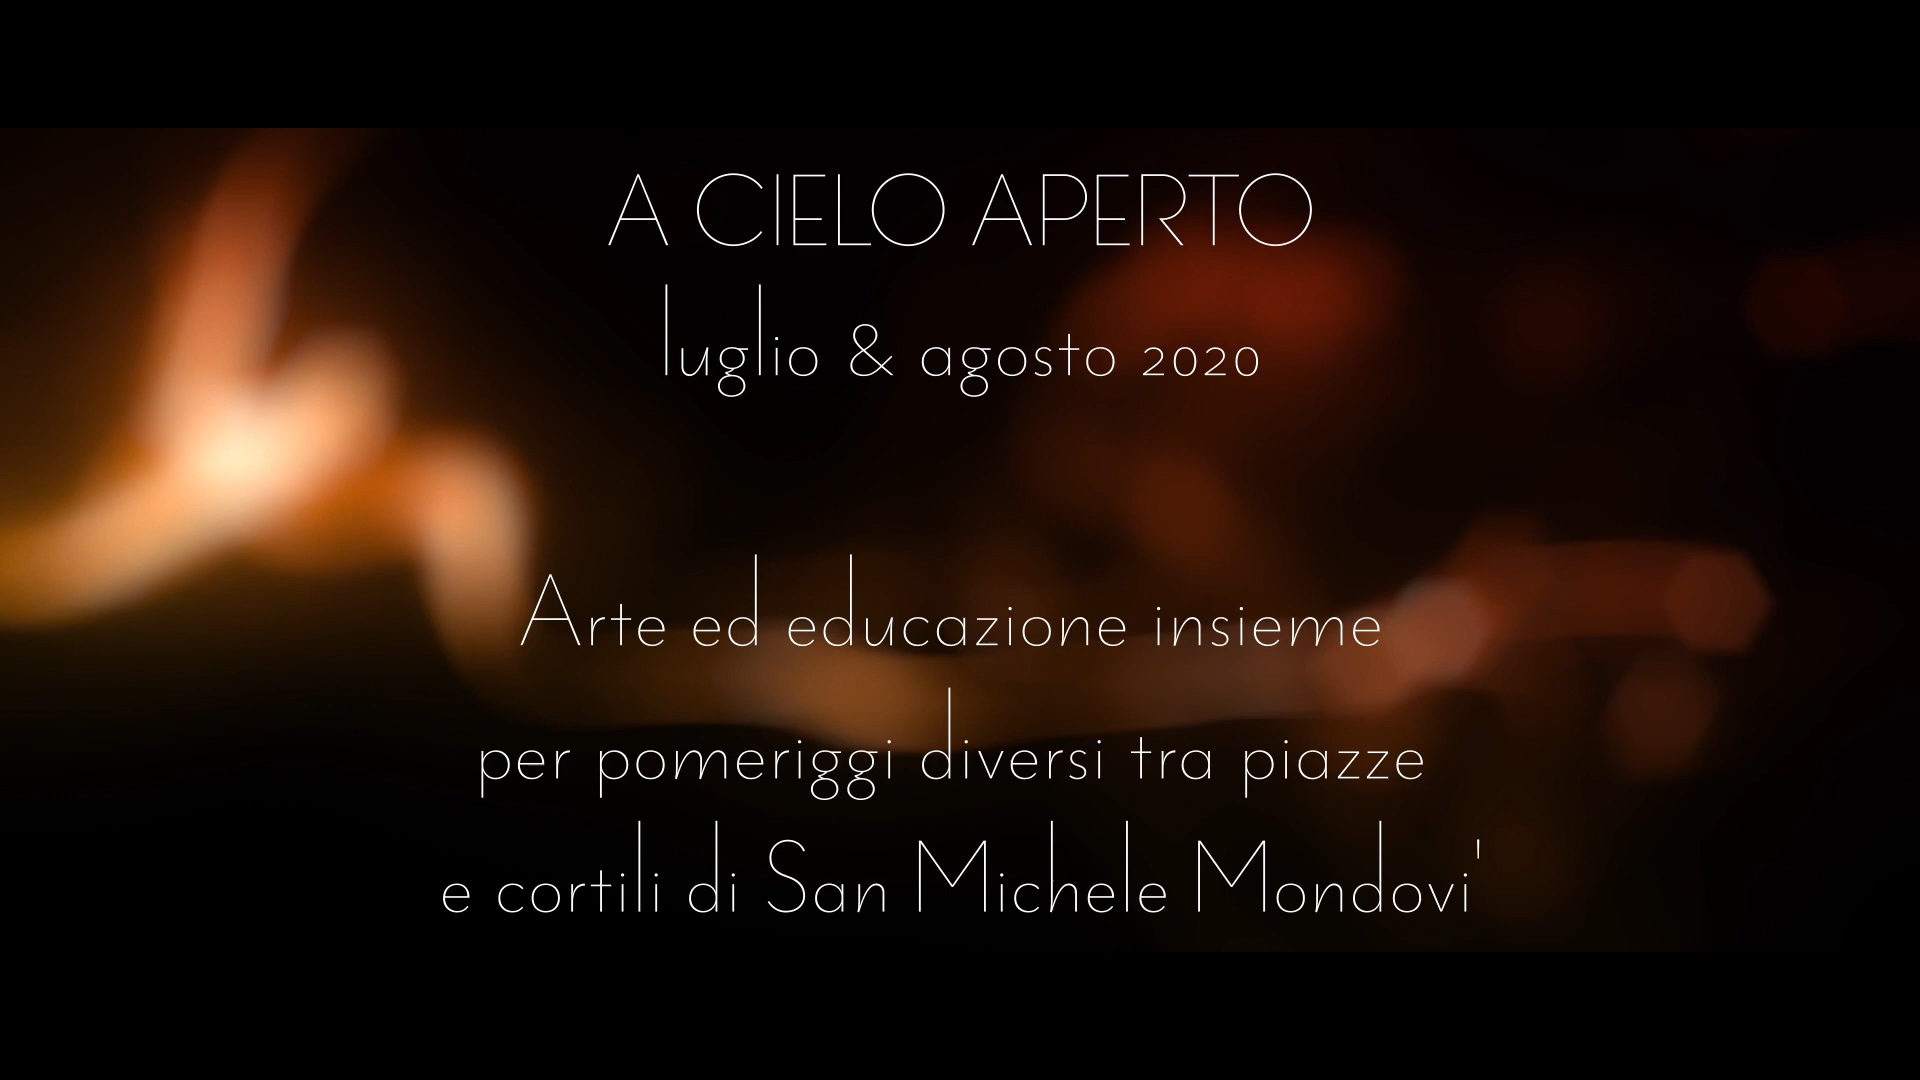 A CIELO APERTO
luglio & agosto 2020
Arte ed educazione insieme
per pomeriggi diversi tra piazze
e cortili di San Michele Mondovi'